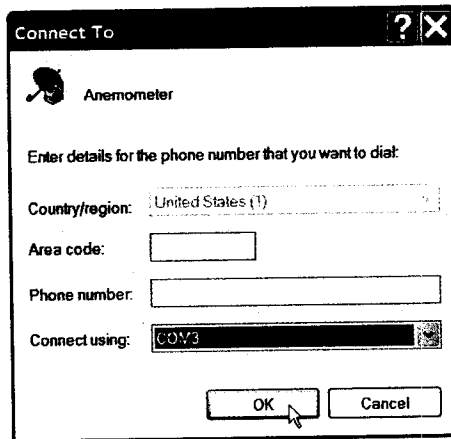 Connect To
Anemometer
Enter details for the phone number that you want to dial:
Country/region: United States (1)
Area code:
Phone number:
Connect using: COM3
OK Cancel